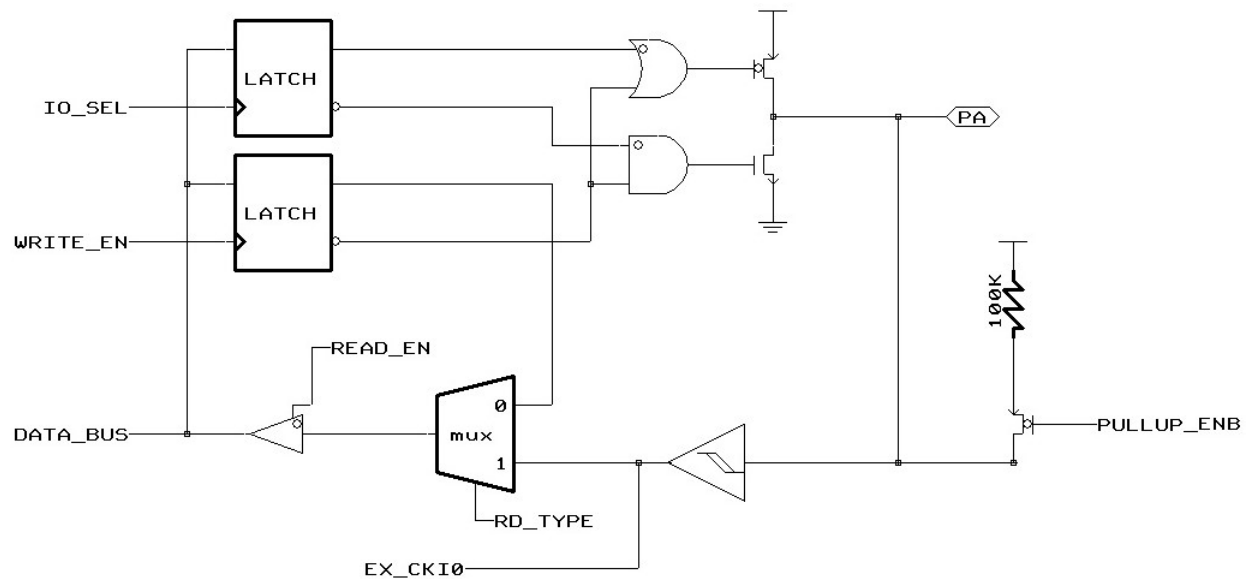 LATCH
IO_SEL
PA
LATCH
WRITE_EN
100K
READ_EN
0
DATA_BUS
mux
PULLUP_ENB
1
RD_TYPE
EX_CKI0